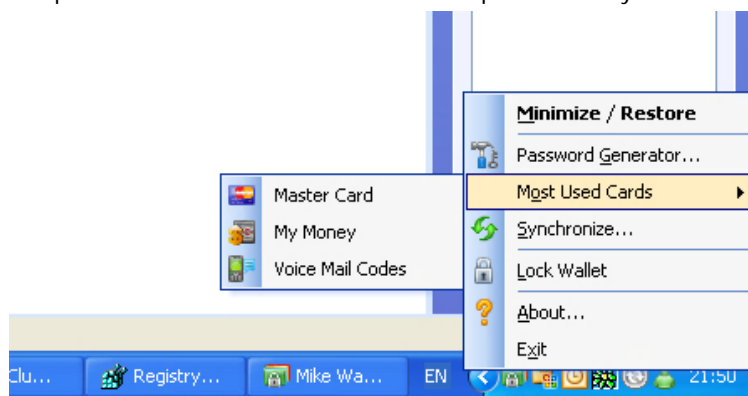 Minimize / Restore
Password Generator...
Most Used Cards
Synchronize...
Lock Wallet
About...
Exit
Master Card
My Money
Voice Mail Codes
Clu... Registry... Mike Wa... EN 21:50